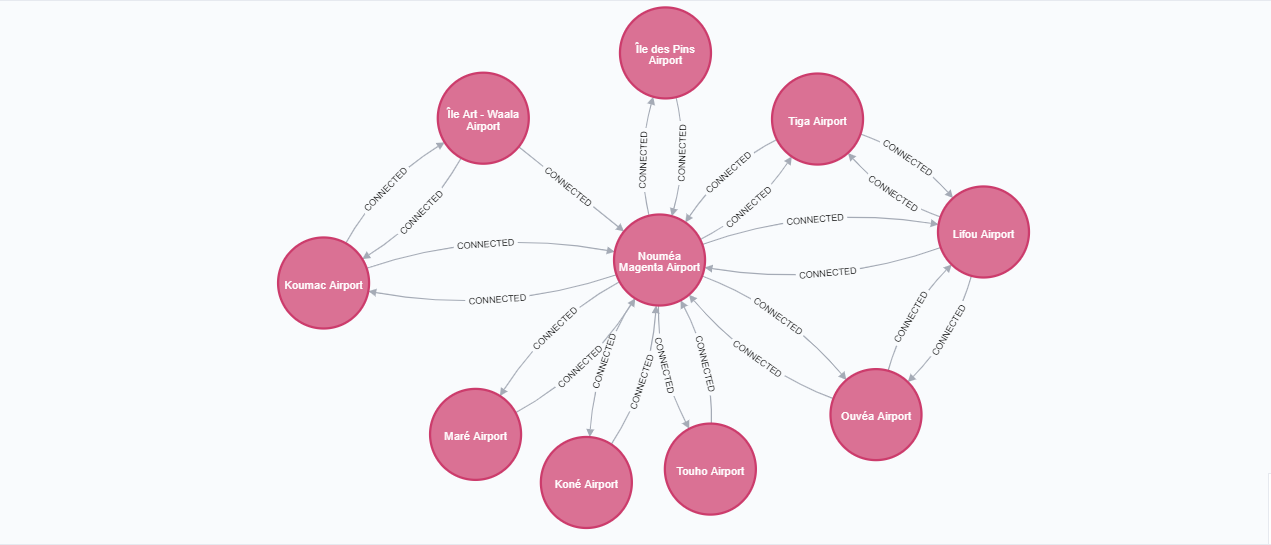 Île des Pins
Airport
Île Art - Waala
Airport
Tiga Airport
CONNECTED
CONNECTED
CONNECTED
CONNECTED
CONNECTED
CONNECTED
CONNECTED
CONNECTED
CONNECTED
Lifou Airport
CONNECTED
CONNECTED
Nouméa
Magenta Airport
CONNECTED
Koumac Airport
CONNECTED
CONNECTED
CONNECTED
CONNECTED
CONNECTED
CONNECTED
CONNECTED
CONNECTED
CONNECTED
CONNECTED
CONNECTED
CONNECTED
CONNECTED
Ouvéa Airport
Maré Airport
Koné Airport
Touho Airport